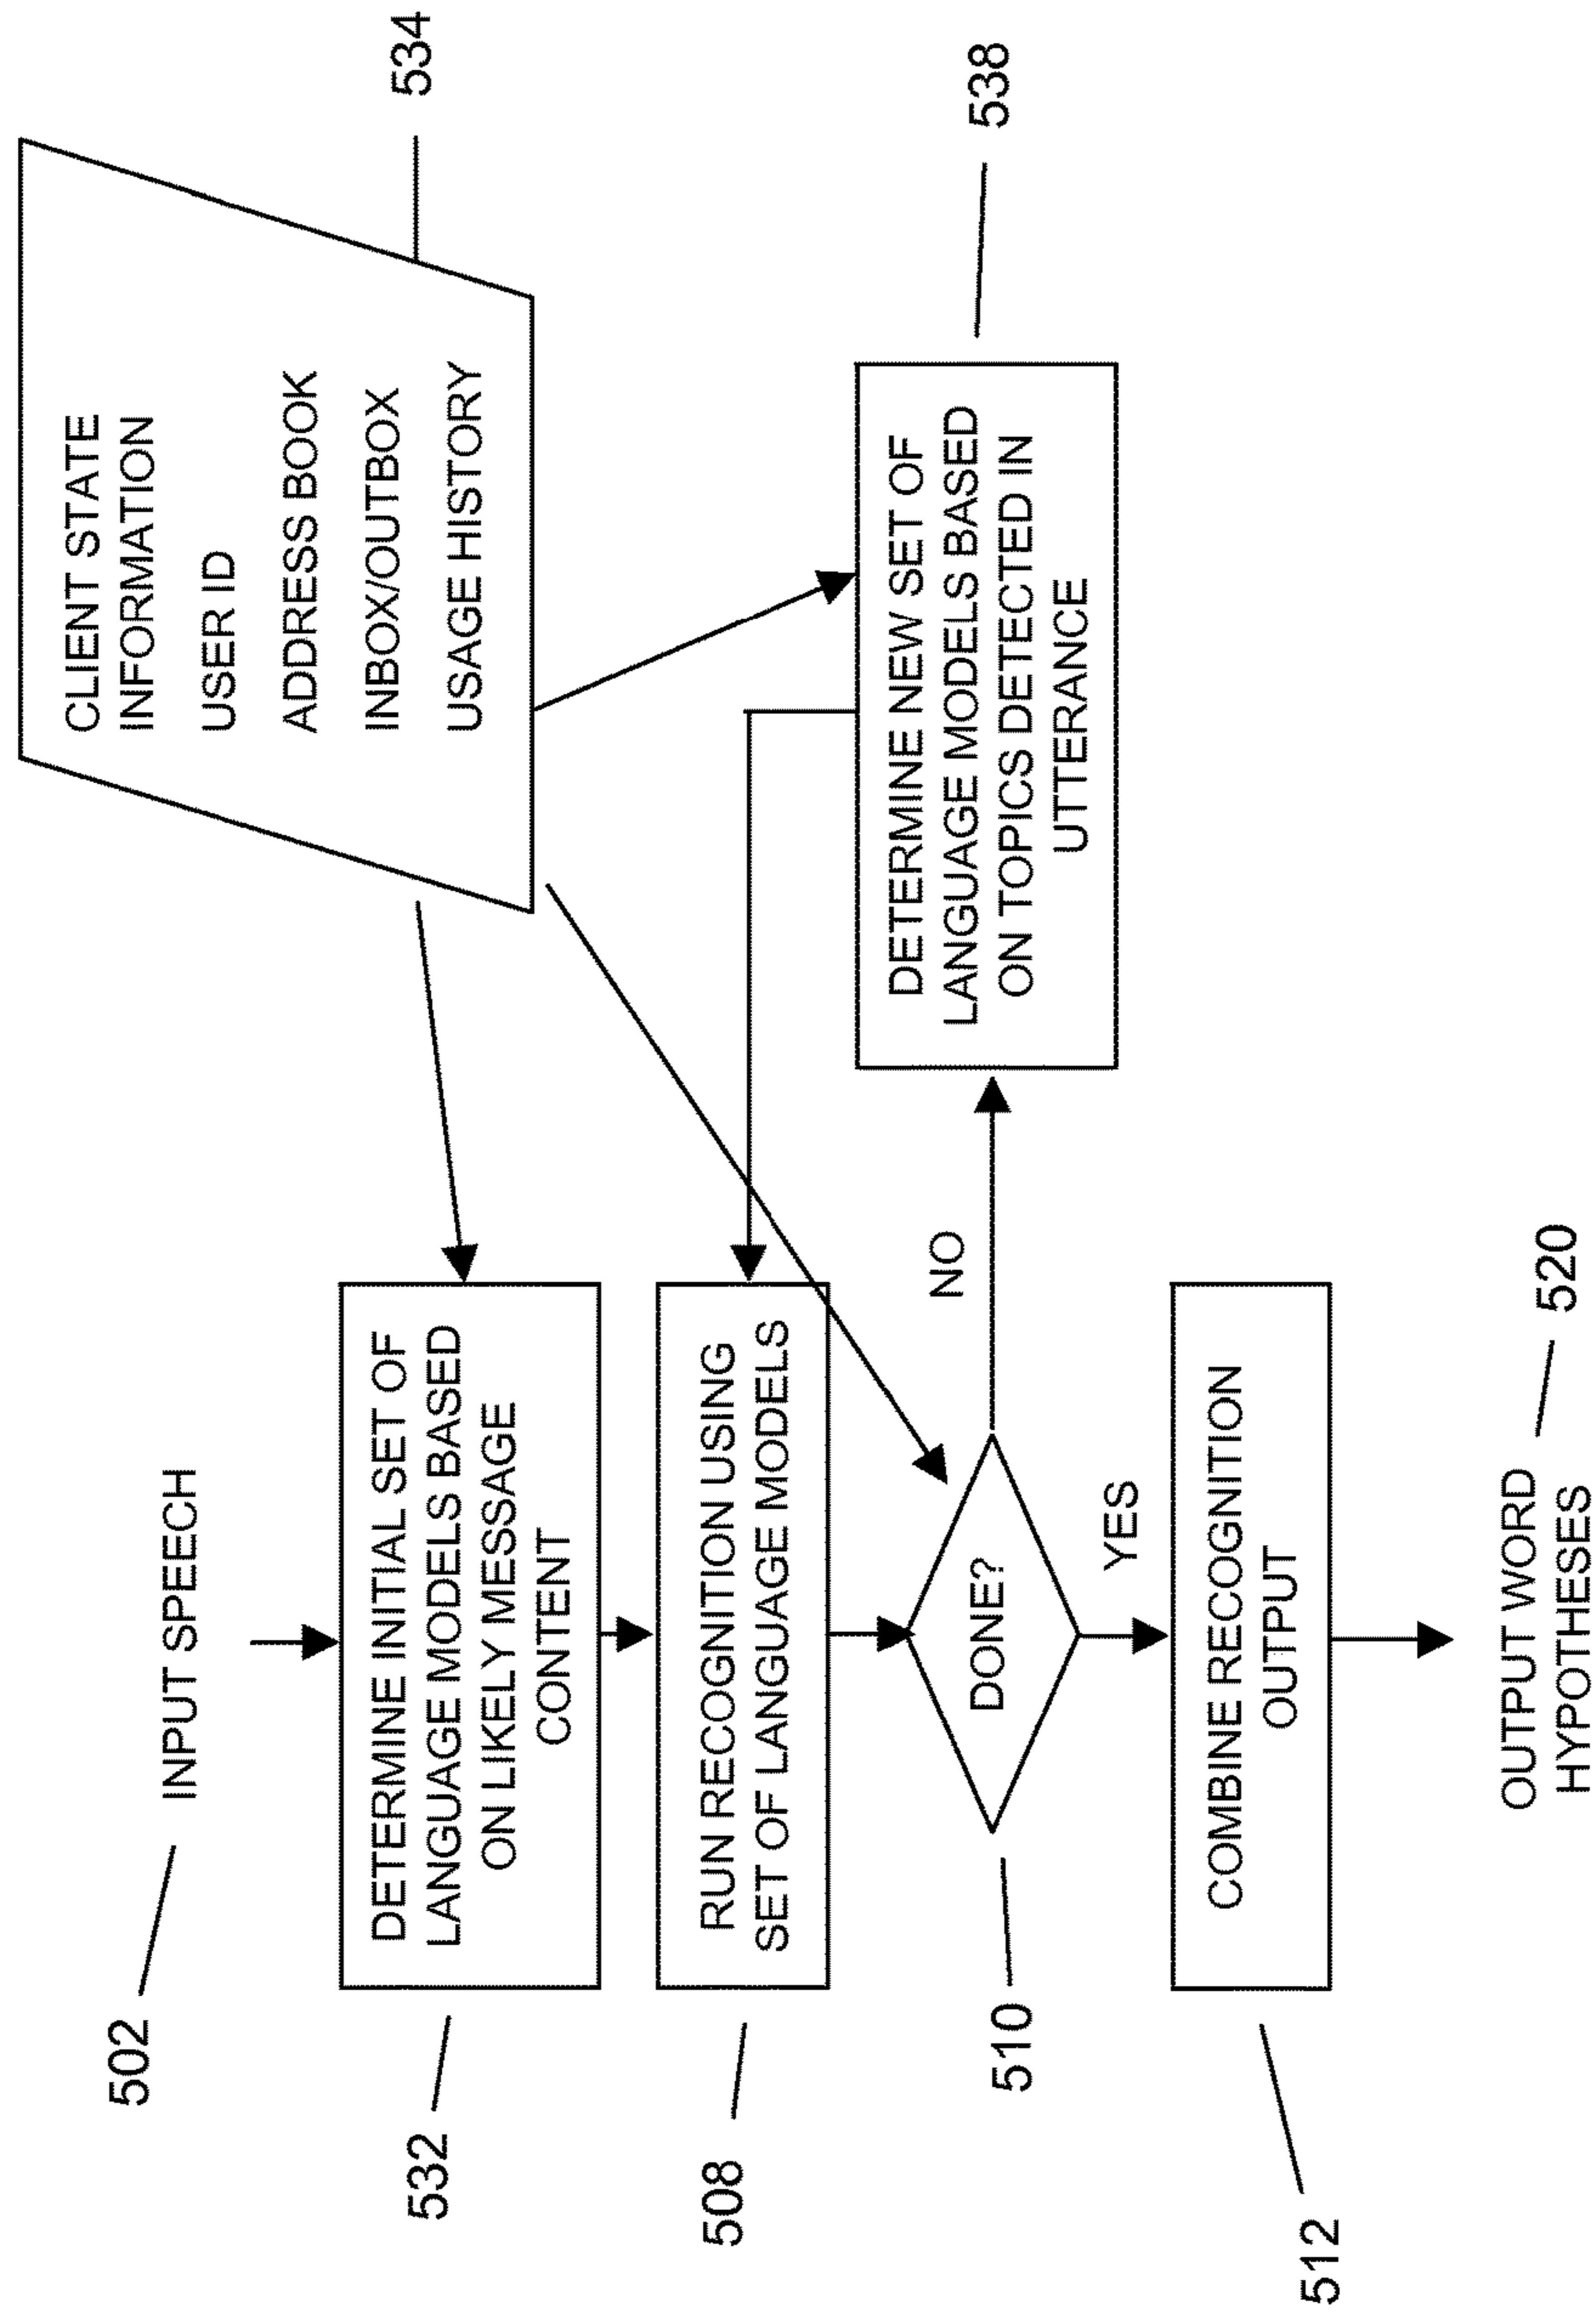 502
INPUT SPEECH
532
DETERMINE INITIAL SET OF
LANGUAGE MODELS BASED
ON LIKELY MESSAGE
CONTENT
CLIENT STATE
INFORMATION
USER ID
ADDRESS BOOK
INBOX/OUTBOX
USAGE HISTORY
534
508
RUN RECOGNITION USING
SET OF LANGUAGE MODELS
510
DONE?
NO
YES
DETERMINE NEW SET OF
LANGUAGE MODELS BASED
ON TOPICS DETECTED IN
UTTERANCE
538
512
COMBINE RECOGNITION
OUTPUT
OUTPUT WORD
HYPOTHESES
520